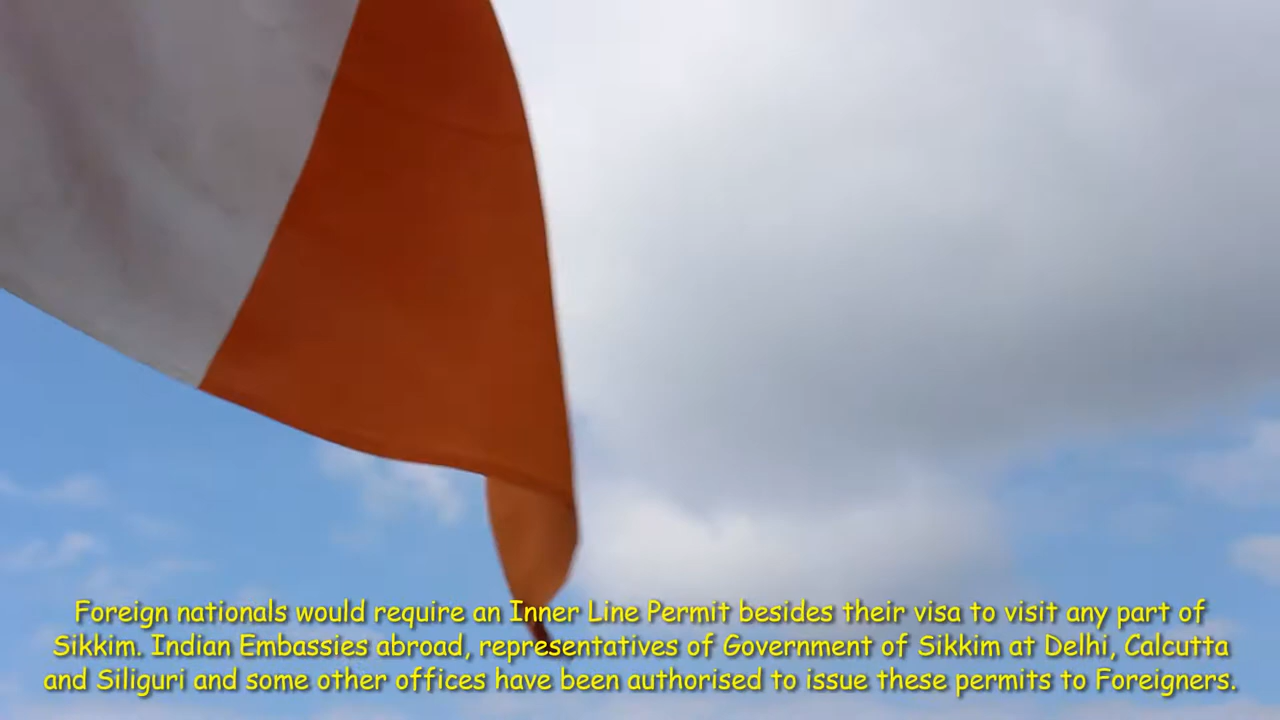 Foreign nationals would require an Inner Line Permit besides their visa to visit any part of
Sikkim. Indian Embassies abroad, representatives of Government of Sikkim at Delhi, Calcutta
and Siliguri and some other offices have been authorised to issue these permits to Foreigners.